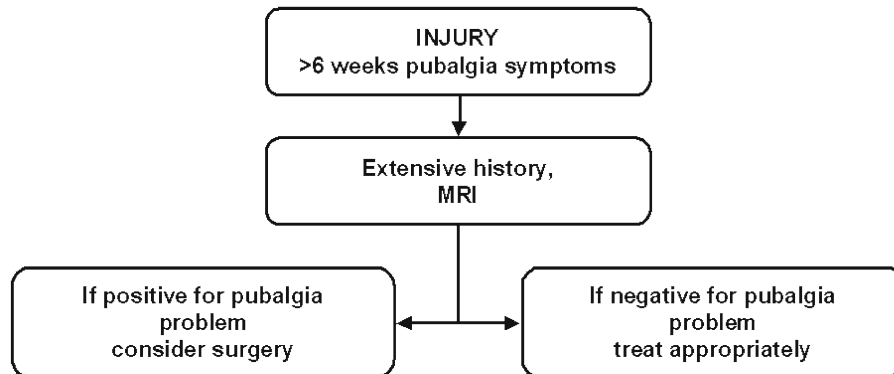 INJURY
>6 weeks pubalgia symptoms
Extensive history,
MRI
If positive for pubalgia
problem
consider surgery
If negative for pubalgia
problem
treat appropriately